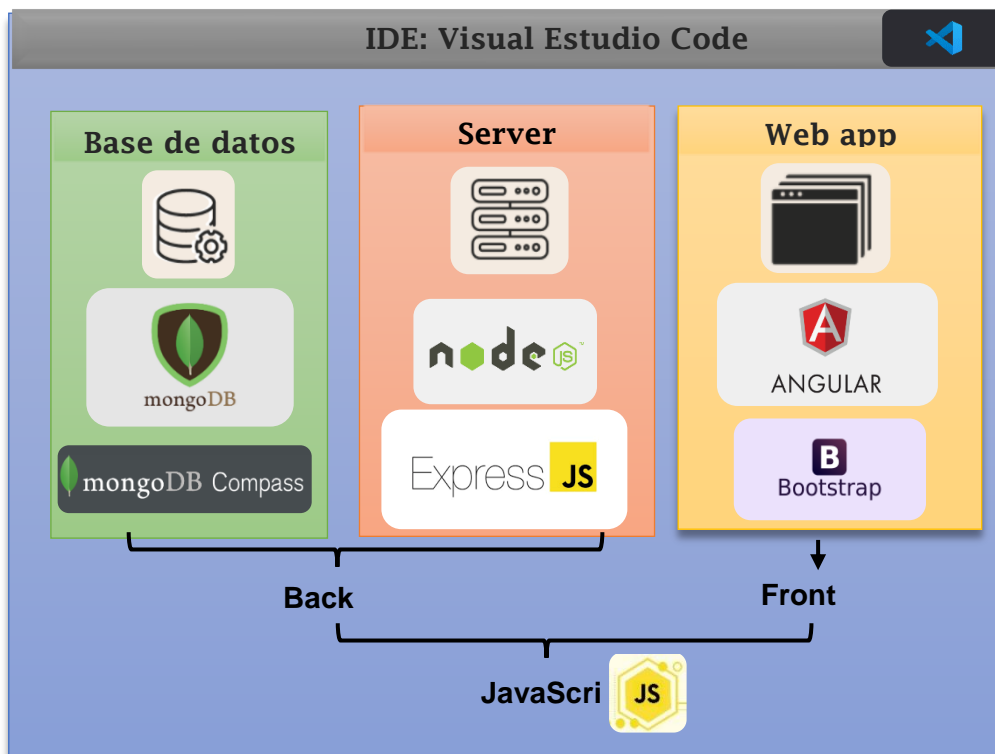 IDE: Visual Estudio Code
Base de datos
mongoDB
mongoDB Compass
Server
node JS ™
Express JS
Web app
ANGULAR
B
Bootstrap
Back
Front
JavaScri JS